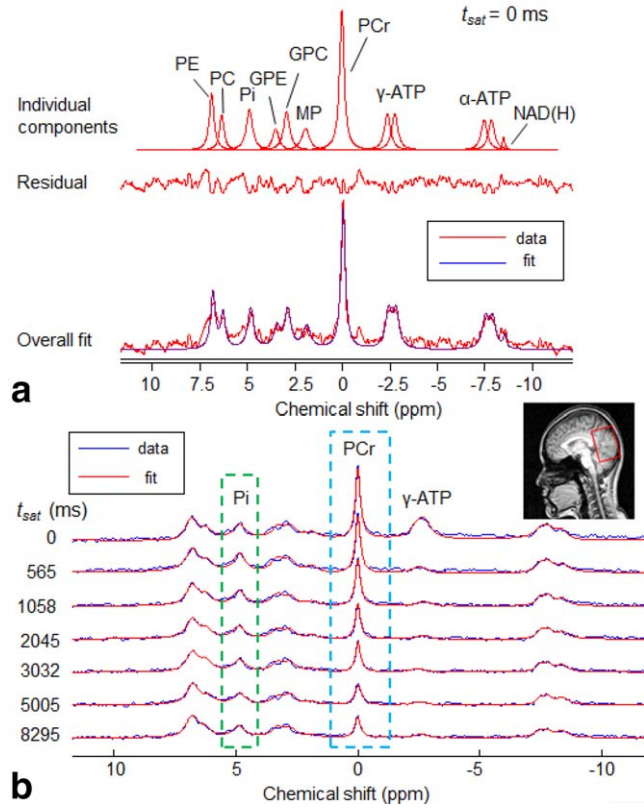 t_sat = 0 ms
PCr
GPC
PE
PC
Pi
GPE
MP
γ-ATP
α-ATP
NAD(H)
Individual
components
Residual
data
fit
Overall fit
10 7.5 5 2.5 0 -2.5 -5 -7.5 -10
Chemical shift (ppm)
a
data
fit
Pi
PCr
γ-ATP
t_sat (ms)
0
565
1058
2045
3032
5005
8295
10 5 0 -5 -10
Chemical shift (ppm)
b